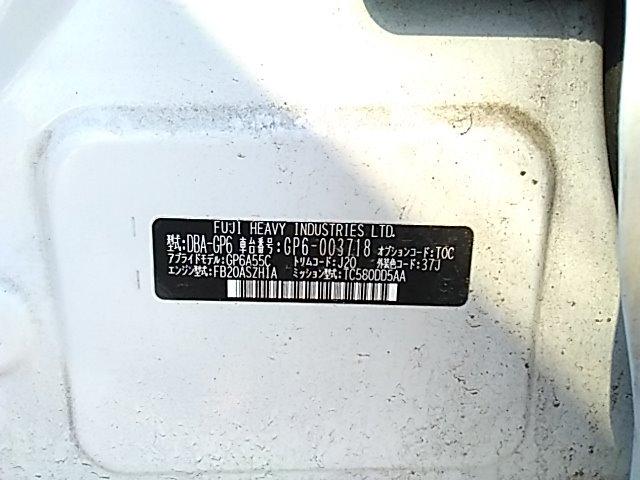 FUJI HEAVY INDUSTRIES LTD.
型式:DBA-GP6 車台番号:GP6-003718 オプションコード:TOC
アプライドモデル:GP6A55C トリムコード:J20 外装色コード:37J
エンジン型式:FB20ASZH1A ミッション型式:TC580DD5AA